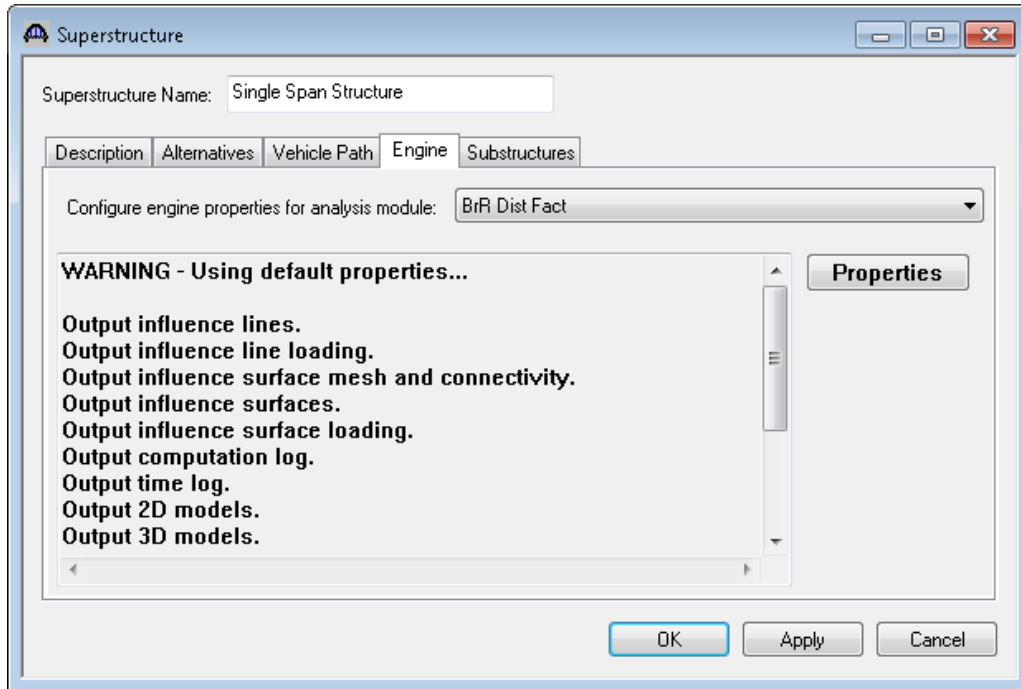 Superstructure
Superstructure Name: Single Span Structure
Description Alternatives Vehicle Path Engine Substructures
Configure engine properties for analysis module: BrR Dist Fact
WARNING - Using default properties... Properties
Output influence lines.
Output influence line loading.
Output influence surface mesh and connectivity.
Output influence surfaces.
Output influence surface loading.
Output computation log.
Output time log.
Output 2D models.
Output 3D models.
OK Apply Cancel